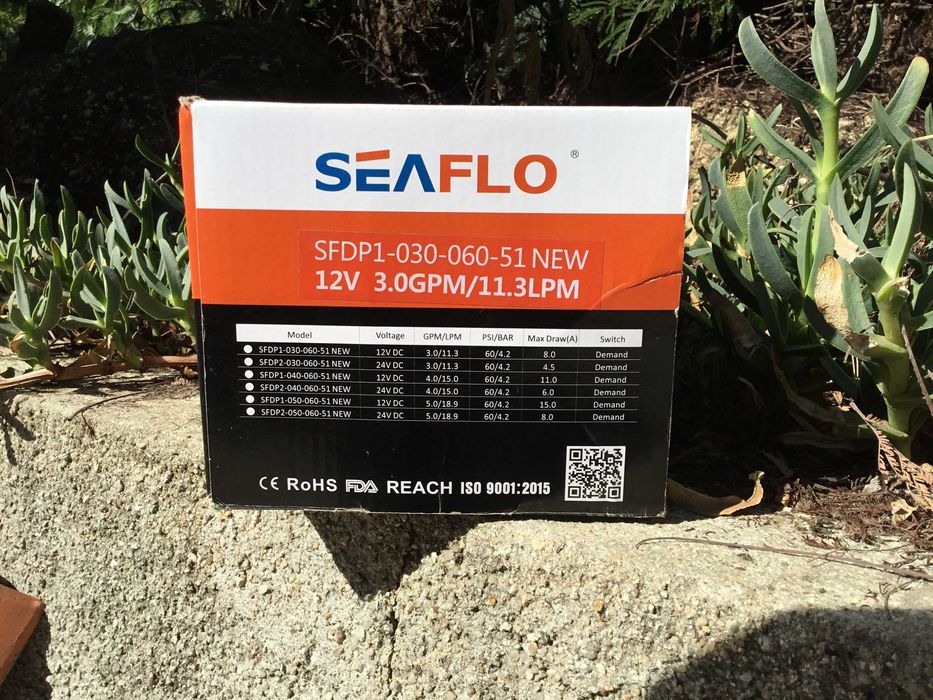 SEAFLO ®
SFDP1-030-060-51 NEW
12V 3.0GPM/11.3LPM
Model Voltage GPM/LPM PSI/BAR Max Draw(A) Switch
SFDP1-030-060-51 NEW 12V DC 3.0/11.3 60/4.2 8.0 Demand
SFDP2-030-060-51 NEW 24V DC 3.0/11.3 60/4.2 4.5 Demand
SFDP1-040-060-51 NEW 12V DC 4.0/15.0 60/4.2 11.0 Demand
SFDP2-040-060-51 NEW 24V DC 4.0/15.0 60/4.2 6.0 Demand
SFDP1-050-060-51 NEW 12V DC 5.0/18.9 60/4.2 15.0 Demand
SFDP2-050-060-51 NEW 24V DC 5.0/18.9 60/4.2 8.0 Demand
CE RoHS FDA REACH ISO 9001:2015